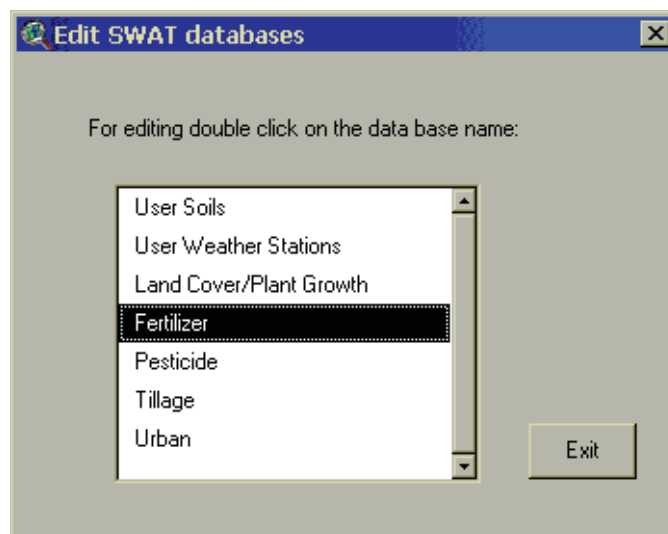 Edit SWAT databases
For editing double click on the data base name:
User Soils
User Weather Stations
Land Cover/Plant Growth
Fertilizer
Pesticide
Tillage
Urban
Exit